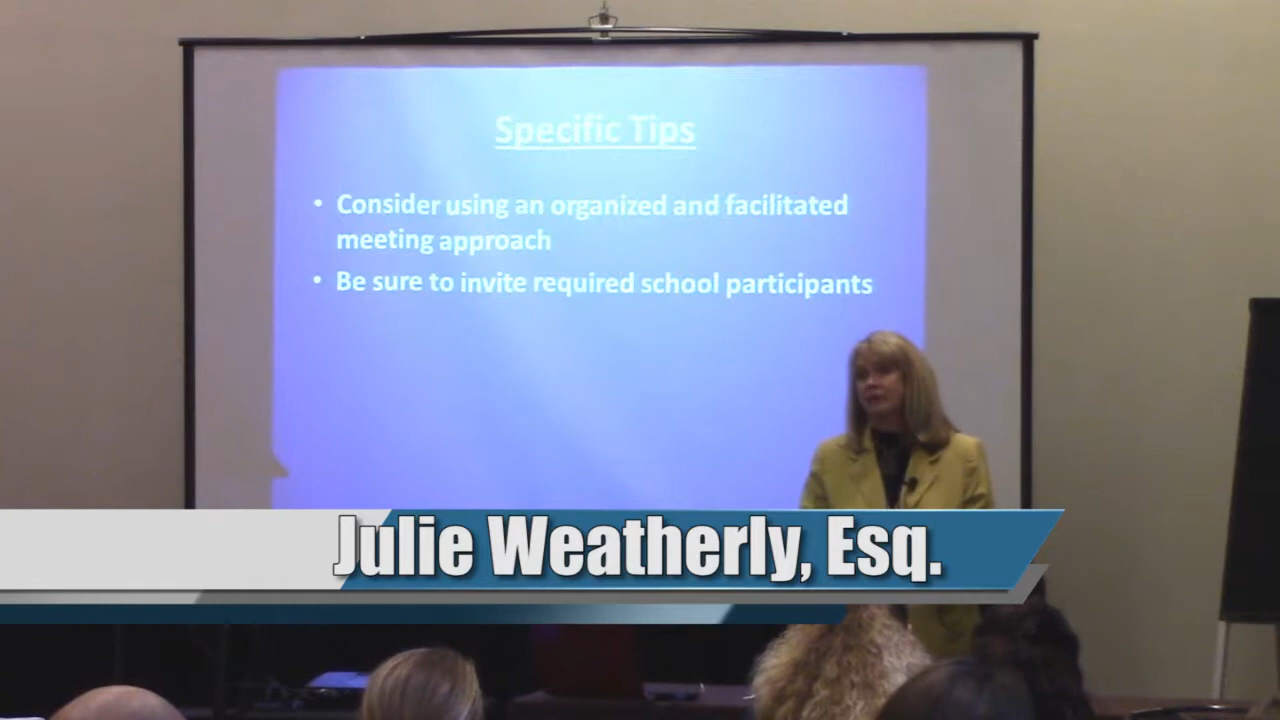 Specific Tips
• Consider using an organized and facilitated
meeting approach
• Be sure to invite required school participants
Julie Weatherly, Esq.